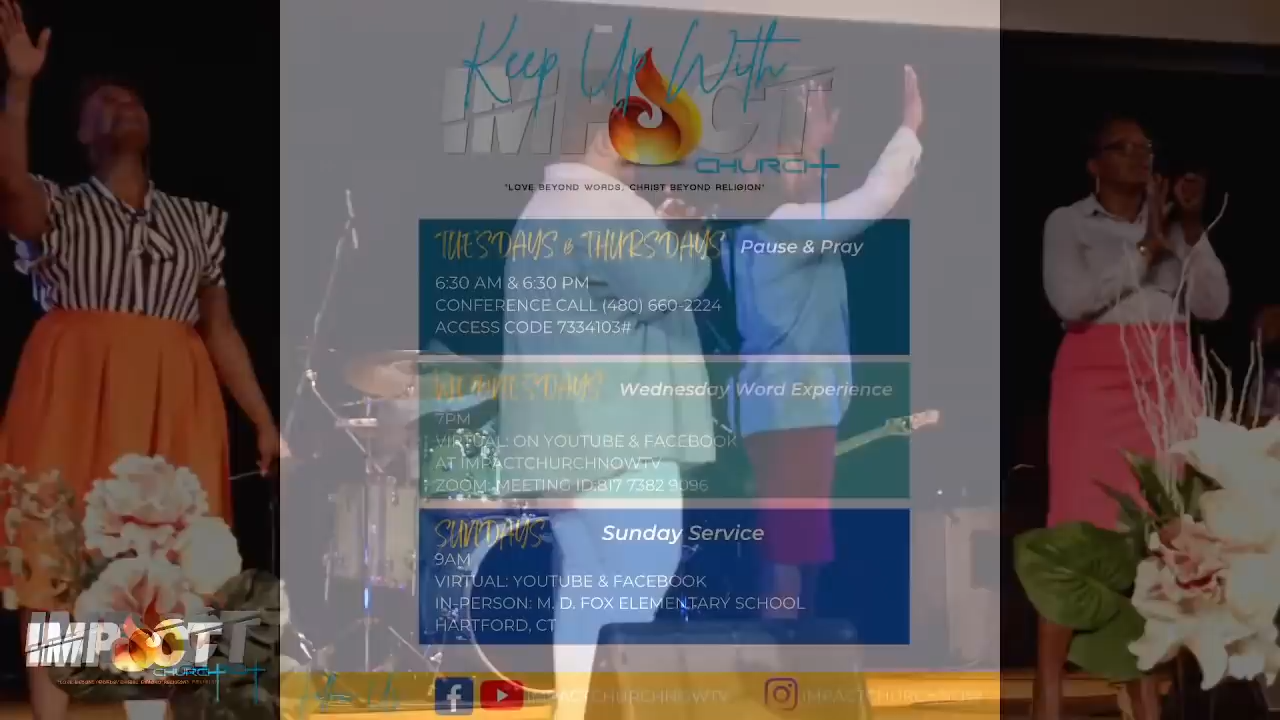 Keep Up With
IMPACT
CHURCH
"LOVE BEYOND WORDS, CHRIST BEYOND RELIGION"
TUESDAYS & THURSDAYS Pause & Pray
6:30 AM & 6:30 PM
CONFERENCE CALL (480) 660-2224
ACCESS CODE 7334103#
WEDNESDAYS Wednesday Word Experience
7PM
VIRTUAL: ON YOUTUBE & FACEBOOK
AT IMPACTCHURCHNOWTV
ZOOM: MEETING ID:817 7382 9096
SUNDAYS Sunday Service
9AM
VIRTUAL: YOUTUBE & FACEBOOK
IN-PERSON: M. D. FOX ELEMENTARY SCHOOL
HARTFORD, CT
IMPACT
CHURCH
IMPACTCHURCHNOWTV